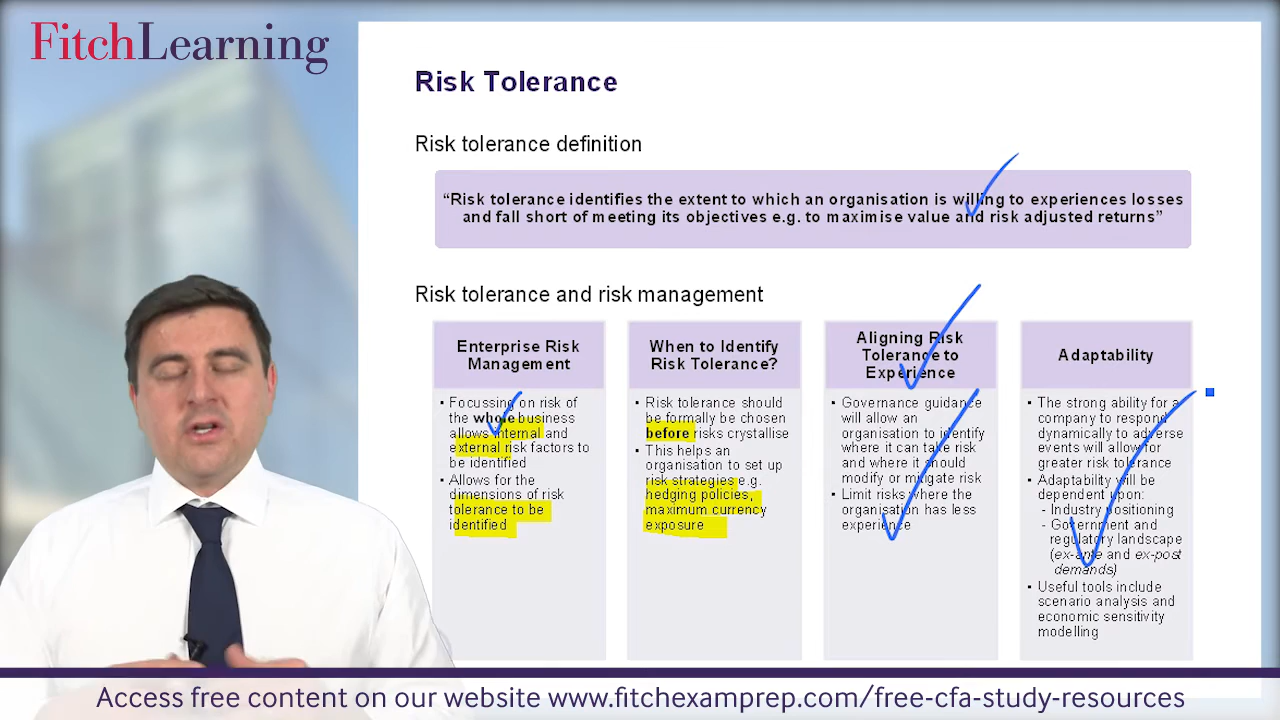 FitchLearning
Risk Tolerance
Risk tolerance definition
“Risk tolerance identifies the extent to which an organisation is willing to experiences losses
and fall short of meeting its objectives e.g. to maximise value and risk adjusted returns”
Risk tolerance and risk management
Enterprise Risk
Management
• Focussing on risk of
the whole business
allows internal and
external risk factors to
be identified
• Allows for the
dimensions of risk
tolerance to be
identified
When to Identify
Risk Tolerance?
• Risk tolerance should
be formally be chosen
before risks crystallise
• This helps an
organisation to set up
risk strategies e.g.
hedging policies,
maximum currency
exposure
Aligning Risk
Tolerance to
Experience
• Governance guidance
will allow an
organisation to identify
where it can take risk
and where it should
modify or mitigate risk
• Limit risks where the
organisation has less
experience
Adaptability
• The strong ability for a
company to respond
dynamically to adverse
events will allow for
greater risk tolerance
• Adaptability will be
dependent upon:
- Industry positioning
- Government and
regulatory landscape
(ex-ante and ex-post
demands)
• Useful tools include
scenario analysis and
economic sensitivity
modelling
Access free content on our website www.fitchexamprep.com/free-cfa-study-resources